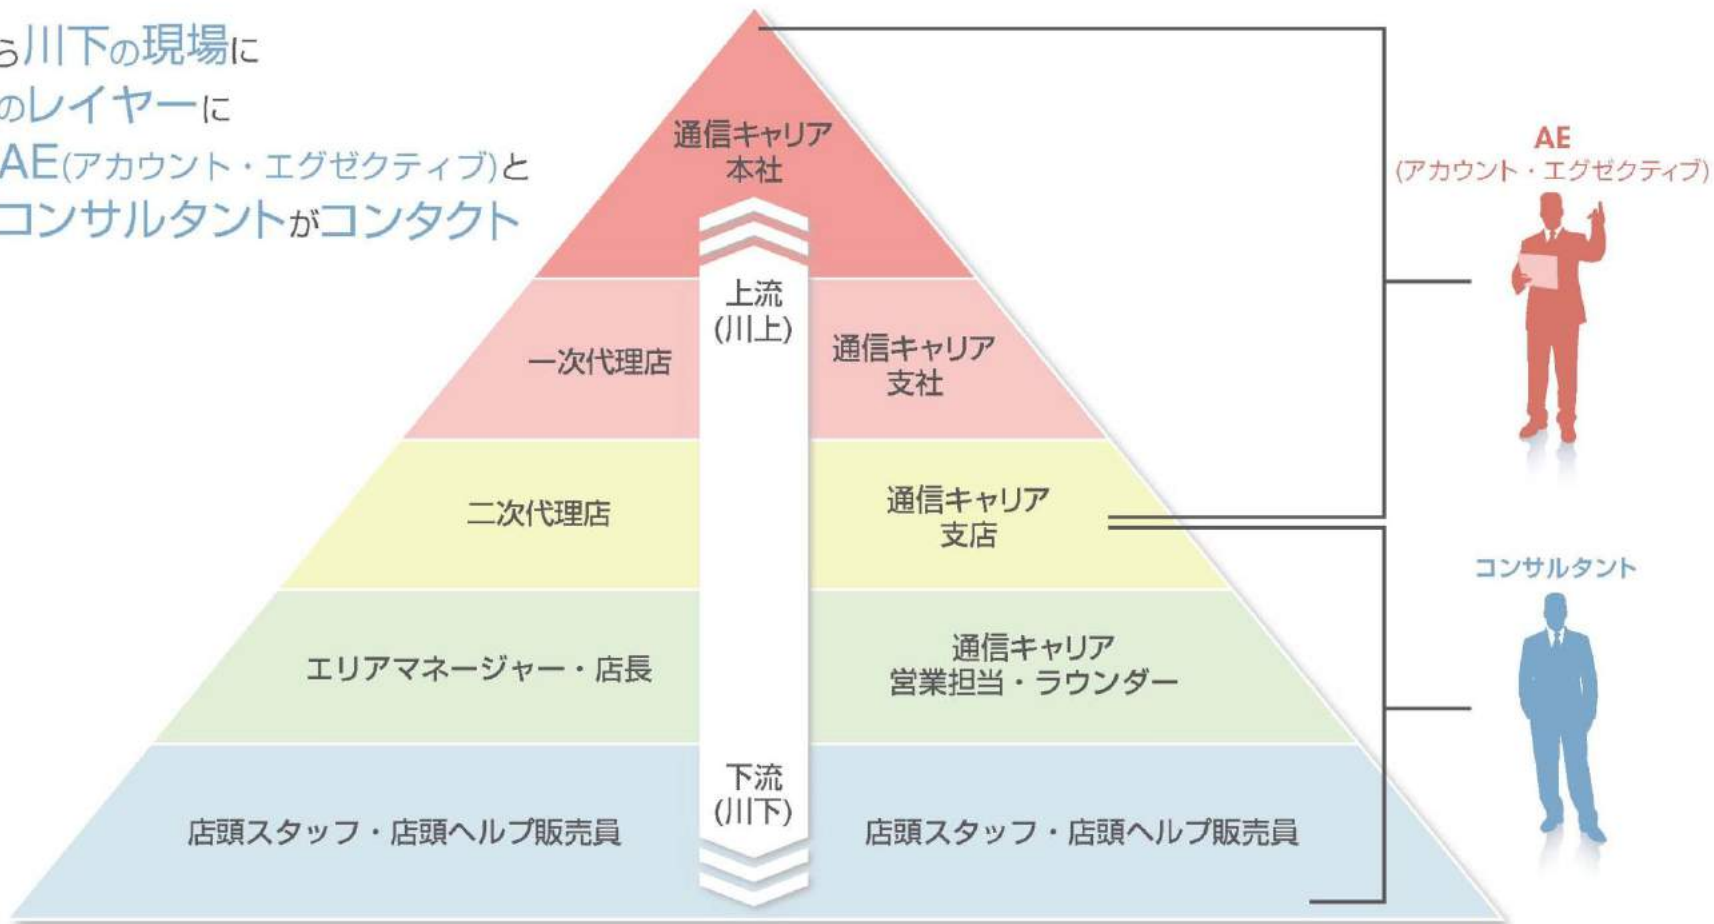 ら川下の現場に
のレイヤーに
AE(アカウント・エグゼクティブ)と
コンサルタントがコンタクト
通信キャリア
本社
上流
(川上)
一次代理店
通信キャリア
支社
二次代理店
通信キャリア
支店
エリアマネージャー・店長
通信キャリア
営業担当・ラウンダー
下流
(川下)
店頭スタッフ・店頭ヘルプ販売員
店頭スタッフ・店頭ヘルプ販売員
AE
(アカウント・エグゼクティブ)
コンサルタント